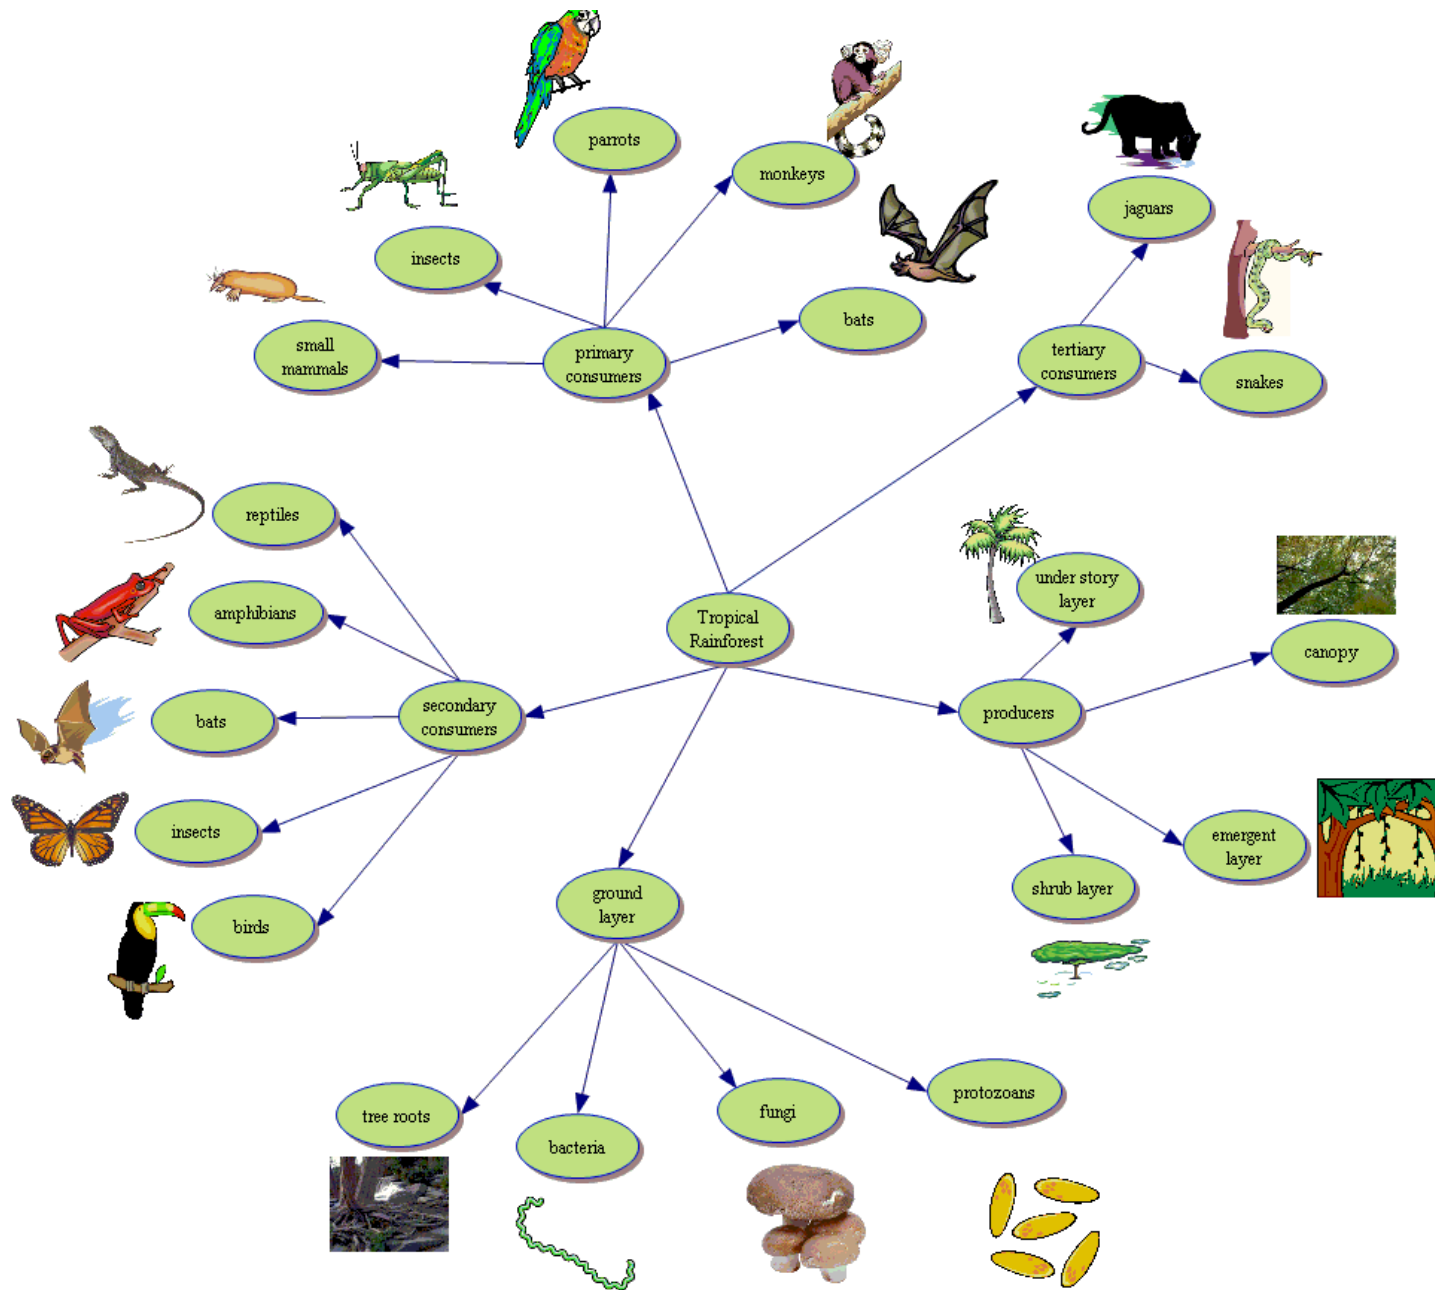 parrots
monkeys
jaguars
insects
bats
small
mammals
primary
consumers
tertiary
consumers
snakes
reptiles
under story
layer
amphibians
Tropical
Rainforest
canopy
secondary
consumers
bats
producers
insects
emergent
layer
shrub layer
ground
layer
birds
tree roots
bacteria
fungi
protozoans